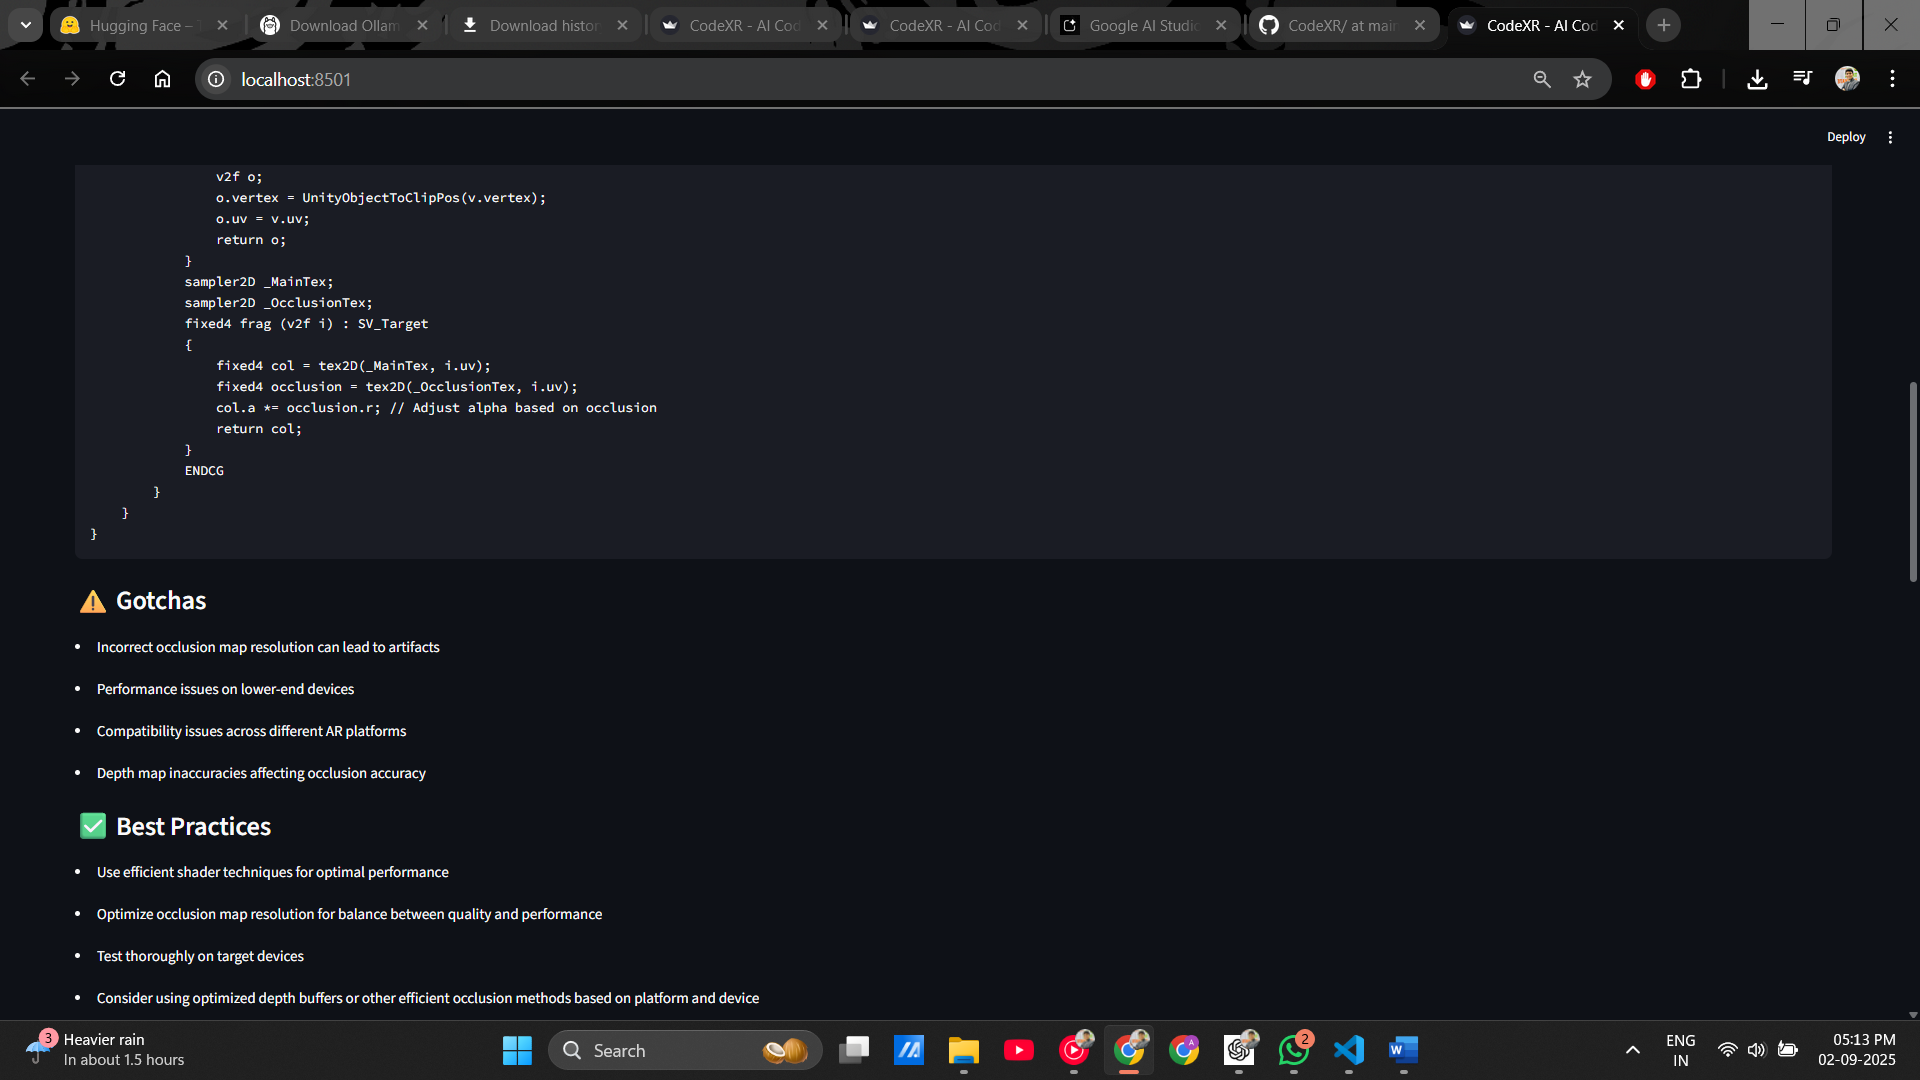 Hugging Face – T
Download Ollam
Download histor
CodeXR - AI Cod
CodeXR - AI Cod
Google AI Studio
CodeXR/ at main
CodeXR - AI Cod
localhost:8501
Deploy
v2f o;
o.vertex = UnityObjectToClipPos(v.vertex);
o.uv = v.uv;
return o;
}
sampler2D _MainTex;
sampler2D _OcclusionTex;
fixed4 frag (v2f i) : SV_Target
{
fixed4 col = tex2D(_MainTex, i.uv);
fixed4 occlusion = tex2D(_OcclusionTex, i.uv);
col.a *= occlusion.r; // Adjust alpha based on occlusion
return col;
}
ENDCG
}
}
}
⚠️ Gotchas
• Incorrect occlusion map resolution can lead to artifacts
• Performance issues on lower-end devices
• Compatibility issues across different AR platforms
• Depth map inaccuracies affecting occlusion accuracy
✅ Best Practices
• Use efficient shader techniques for optimal performance
• Optimize occlusion map resolution for balance between quality and performance
• Test thoroughly on target devices
• Consider using optimized depth buffers or other efficient occlusion methods based on platform and device
3
Heavier rain
In about 1.5 hours
Search
A
2
W
ENG
IN
05:13 PM
02-09-2025